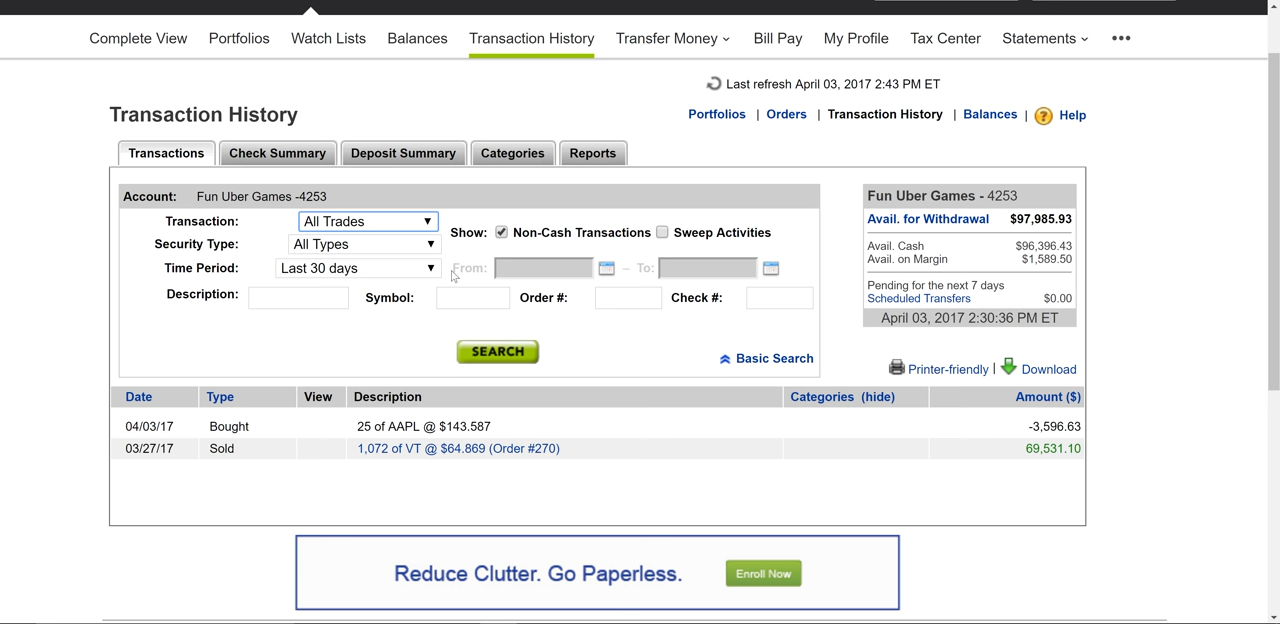 Complete View Portfolios Watch Lists Balances Transaction History Transfer Money Bill Pay My Profile Tax Center Statements •••
Last refresh April 03, 2017 2:43 PM ET
Transaction History
Portfolios | Orders | Transaction History | Balances | ? Help
Transactions Check Summary Deposit Summary Categories Reports
Account: Fun Uber Games -4253
Transaction: All Trades
Show: Non-Cash Transactions Sweep Activities
Security Type: All Types
Time Period: Last 30 days From: – To:
Description: Symbol: Order #: Check #:
SEARCH
Basic Search
Fun Uber Games - 4253
Avail. for Withdrawal $97,985.93
Avail. Cash $96,396.43
Avail. on Margin $1,589.50
Pending for the next 7 days
Scheduled Transfers $0.00
April 03, 2017 2:30:36 PM ET
Printer-friendly | Download
Date Type View Description Categories (hide) Amount ($)
04/03/17 Bought 25 of AAPL @ $143.587 -3,596.63
03/27/17 Sold 1,072 of VT @ $64.869 (Order #270) 69,531.10
Reduce Clutter. Go Paperless. Enroll Now